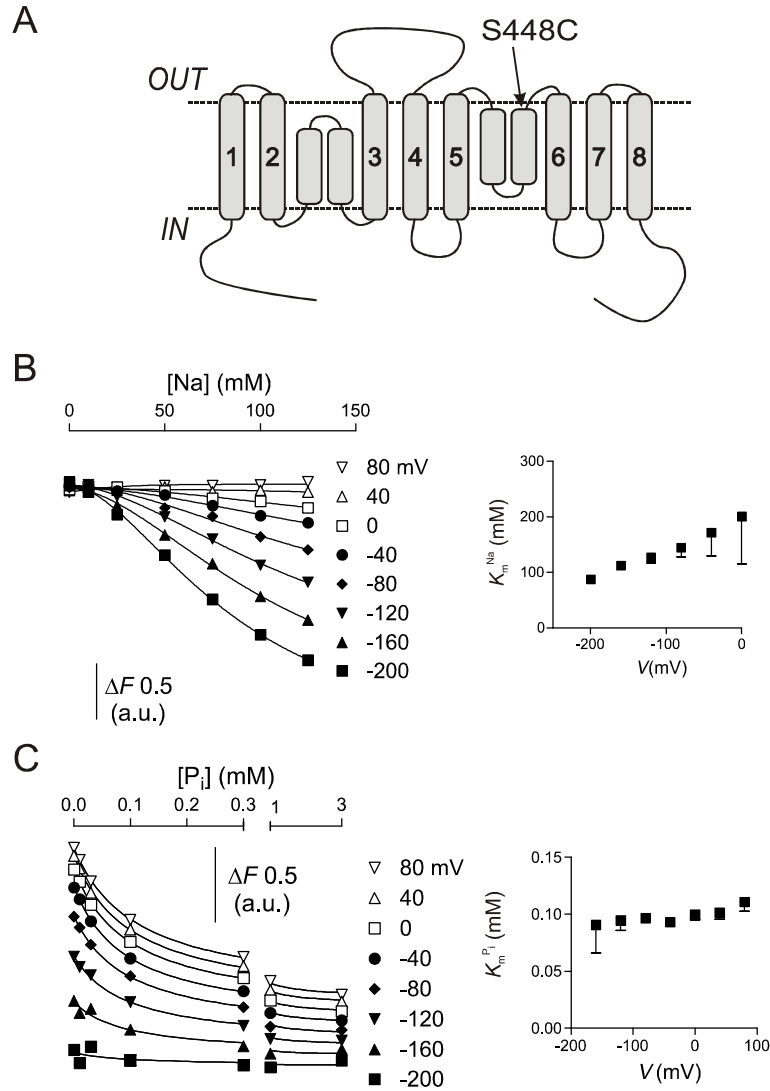 A
S448C
OUT
1 2 3 4 5 6 7 8
IN
B
[Na] (mM)
0 50 100 150
80 mV
40
0
-40
-80
-120
-160
-200
ΔF 0.5
(a.u.)
300
200
100
0
KmNa (mM)
-200 -100 0
V(mV)
C
[Pi] (mM)
0.0 0.1 0.2 0.3 1 3
ΔF 0.5
(a.u.)
80 mV
40
0
-40
-80
-120
-160
-200
0.15
0.10
0.05
0.00
KmPi (mM)
-200 -100 0 100
V (mV)